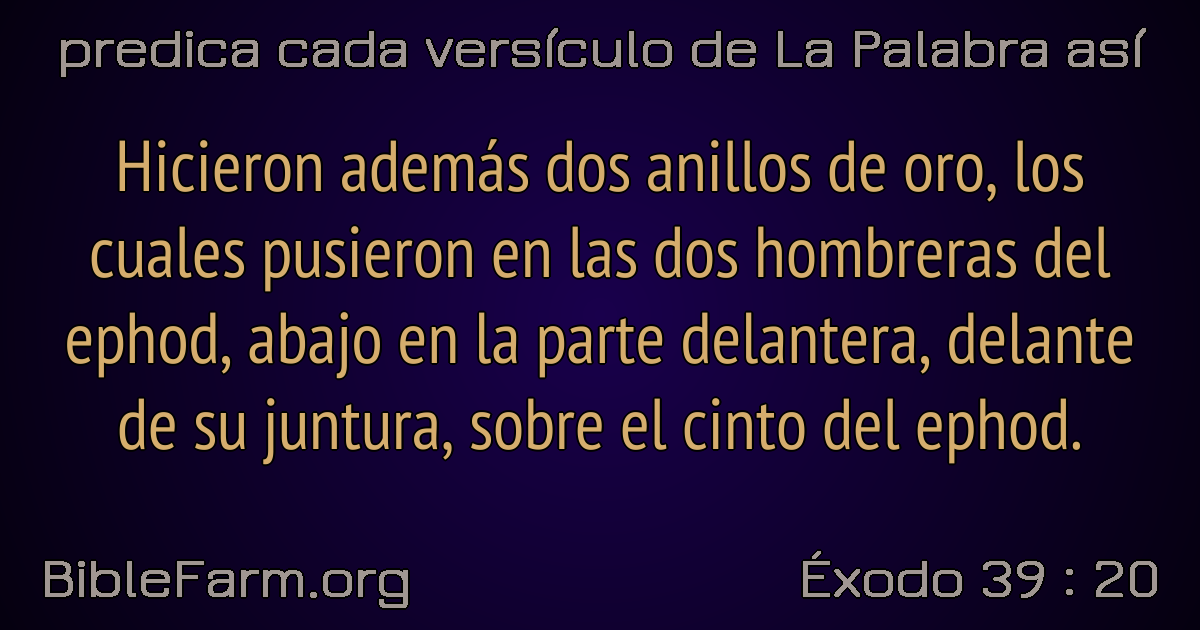 predica cada versículo de La Palabra así
Hicieron además dos anillos de oro, los
cuales pusieron en las dos hombreras del
ephod, abajo en la parte delantera, delante
de su juntura, sobre el cinto del ephod.
BibleFarm.org
Éxodo 39 : 20